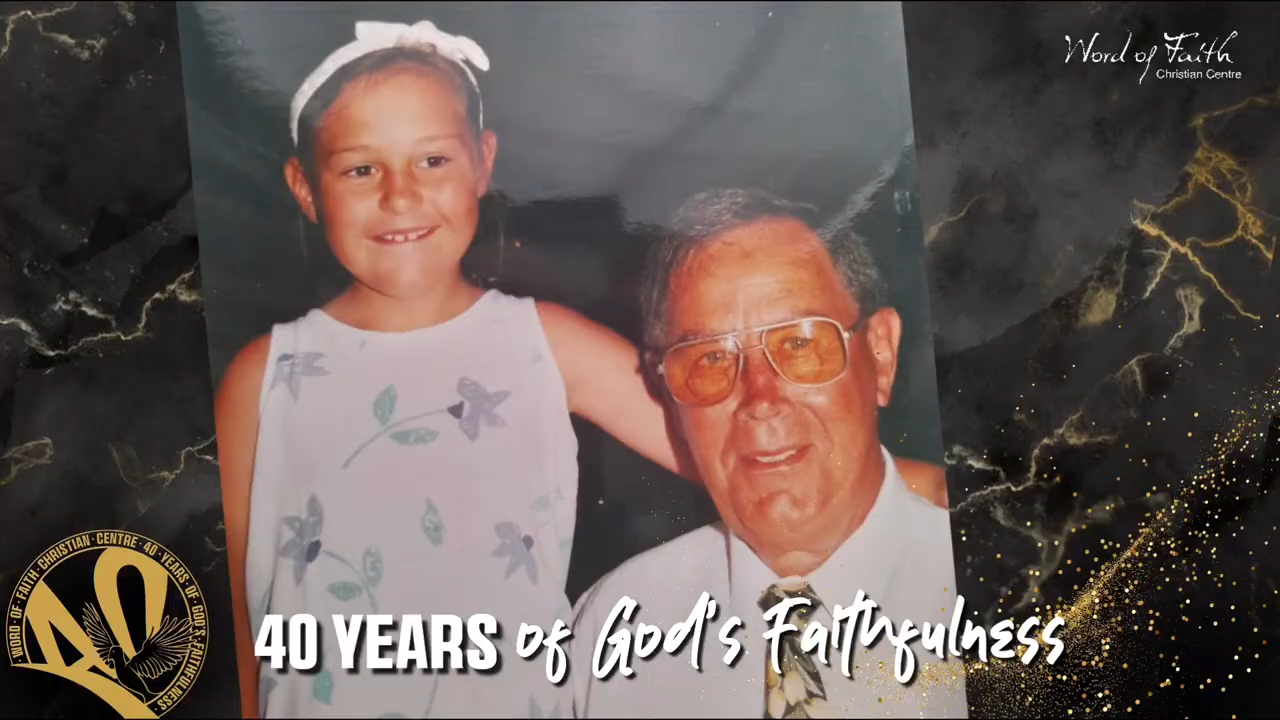 Word of Faith
Christian Centre
WORD · OF · FAITH · CHRISTIAN · CENTRE · 40 · YEARS · OF · GOD'S · FAITHFULNESS ·
40
40 YEARS of God's Faithfulness